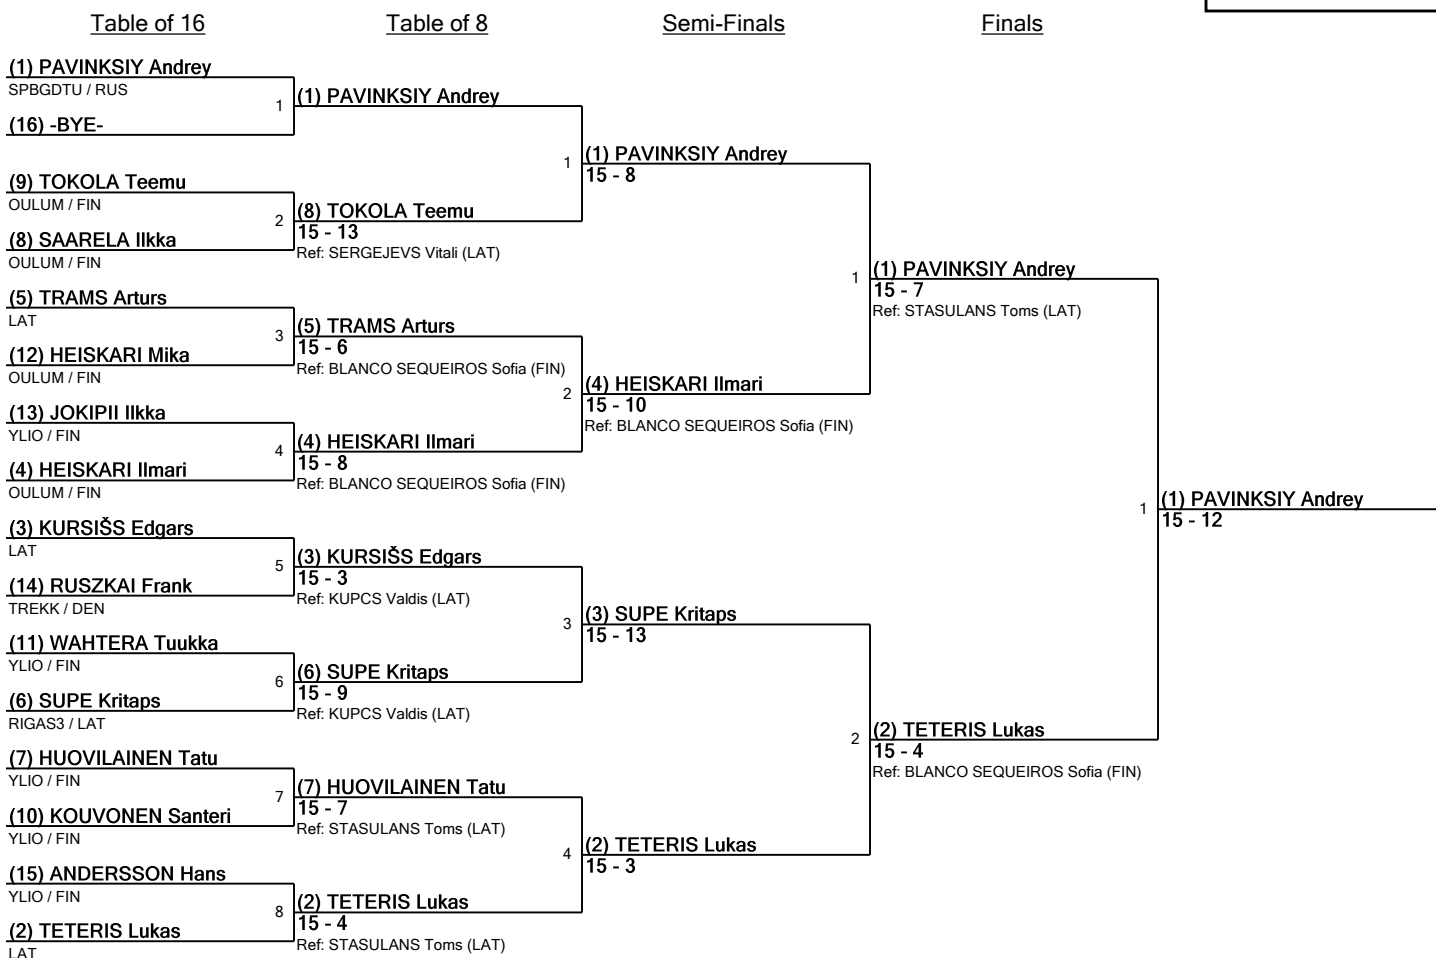 Table of 16
Table of 8
Semi-Finals
Finals
(1) PAVINKSIY Andrey
SPBGDTU / RUS
(16) -BYE-
(9) TOKOLA Teemu
OULUM / FIN
(8) SAARELA Ilkka
OULUM / FIN
(5) TRAMS Arturs
LAT
(12) HEISKARI Mika
OULUM / FIN
(13) JOKIPII Ilkka
YLIO / FIN
(4) HEISKARI Ilmari
OULUM / FIN
(3) KURSIŠS Edgars
LAT
(14) RUSZKAI Frank
TREKK / DEN
(11) WAHTERA Tuukka
YLIO / FIN
(6) SUPE Kritaps
RIGAS3 / LAT
(7) HUOVILAINEN Tatu
YLIO / FIN
(10) KOUVONEN Santeri
YLIO / FIN
(15) ANDERSSON Hans
YLIO / FIN
(2) TETERIS Lukas
LAT
1
(1) PAVINKSIY Andrey
2
(8) TOKOLA Teemu
15 - 13
Ref: SERGEJEVS Vitali (LAT)
3
(5) TRAMS Arturs
15 - 6
Ref: BLANCO SEQUEIROS Sofia (FIN)
4
(4) HEISKARI Ilmari
15 - 8
Ref: BLANCO SEQUEIROS Sofia (FIN)
5
(3) KURSIŠS Edgars
15 - 3
Ref: KUPCS Valdis (LAT)
6
(6) SUPE Kritaps
15 - 9
Ref: KUPCS Valdis (LAT)
7
(7) HUOVILAINEN Tatu
15 - 7
Ref: STASULANS Toms (LAT)
8
(2) TETERIS Lukas
15 - 4
Ref: STASULANS Toms (LAT)
1
(1) PAVINKSIY Andrey
15 - 8
2
(4) HEISKARI Ilmari
15 - 10
Ref: BLANCO SEQUEIROS Sofia (FIN)
3
(3) SUPE Kritaps
15 - 13
4
(2) TETERIS Lukas
15 - 3
1
(1) PAVINKSIY Andrey
15 - 7
Ref: STASULANS Toms (LAT)
2
(2) TETERIS Lukas
15 - 4
Ref: BLANCO SEQUEIROS Sofia (FIN)
1
(1) PAVINKSIY Andrey
15 - 12